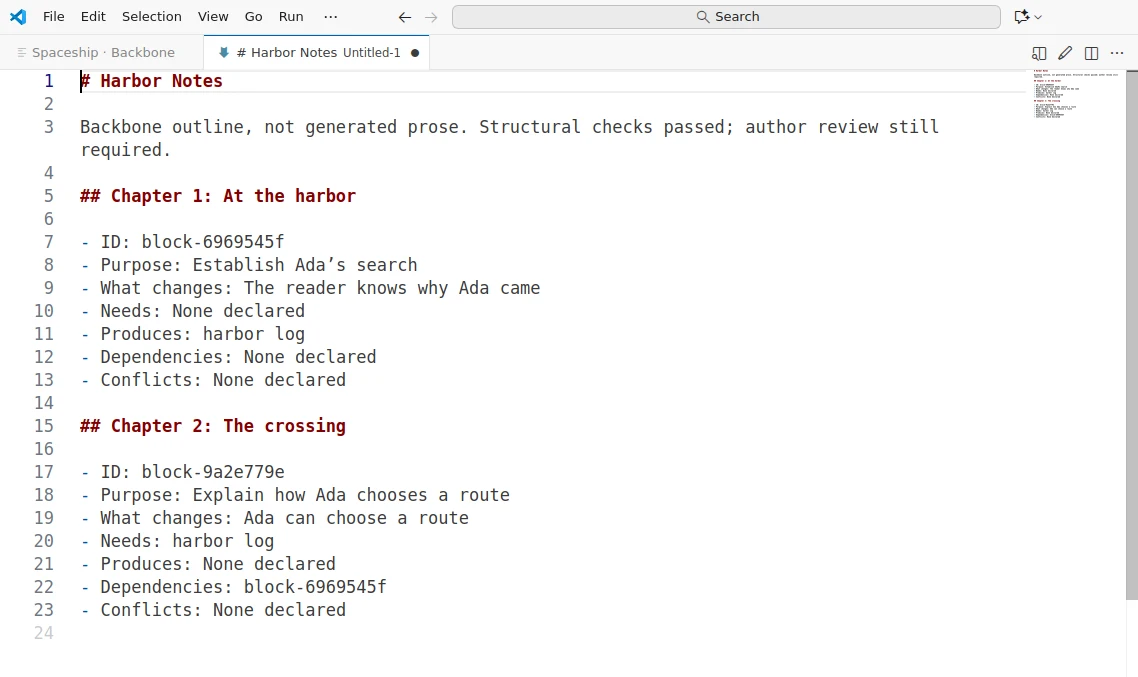 File Edit Selection View Go Run ··· Search
Spaceship · Backbone
# Harbor Notes Untitled-1
1 # Harbor Notes
2
3 Backbone outline, not generated prose. Structural checks passed; author review still
required.
4
5 ## Chapter 1: At the harbor
6
7 - ID: block-6969545f
8 - Purpose: Establish Ada’s search
9 - What changes: The reader knows why Ada came
10 - Needs: None declared
11 - Produces: harbor log
12 - Dependencies: None declared
13 - Conflicts: None declared
14
15 ## Chapter 2: The crossing
16
17 - ID: block-9a2e779e
18 - Purpose: Explain how Ada chooses a route
19 - What changes: Ada can choose a route
20 - Needs: harbor log
21 - Produces: None declared
22 - Dependencies: block-6969545f
23 - Conflicts: None declared
24